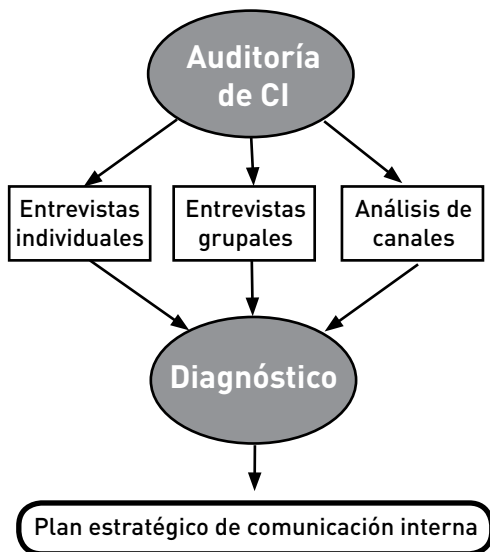 Auditoría
de CI
Entrevistas
individuales
Entrevistas
grupales
Análisis de
canales
Diagnóstico
Plan estratégico de comunicación interna